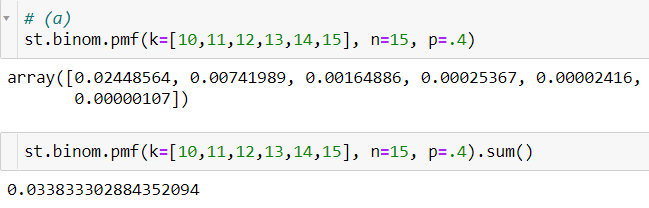 # (a)
st.binom.pmf(k=[10,11,12,13,14,15], n=15, p=.4)
array([0.02448564, 0.00741989, 0.00164886, 0.00025367, 0.00002416,
0.00000107])
st.binom.pmf(k=[10,11,12,13,14,15], n=15, p=.4).sum()
0.033833302884352094